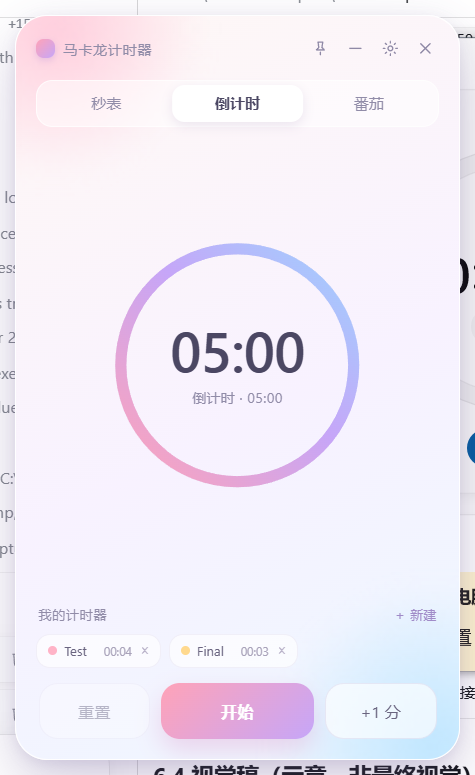 马卡龙计时器
秒表 倒计时 番茄
05:00
倒计时 · 05:00
我的计时器 + 新建
Test 00:04 × Final 00:03 ×
重置 开始 +1 分